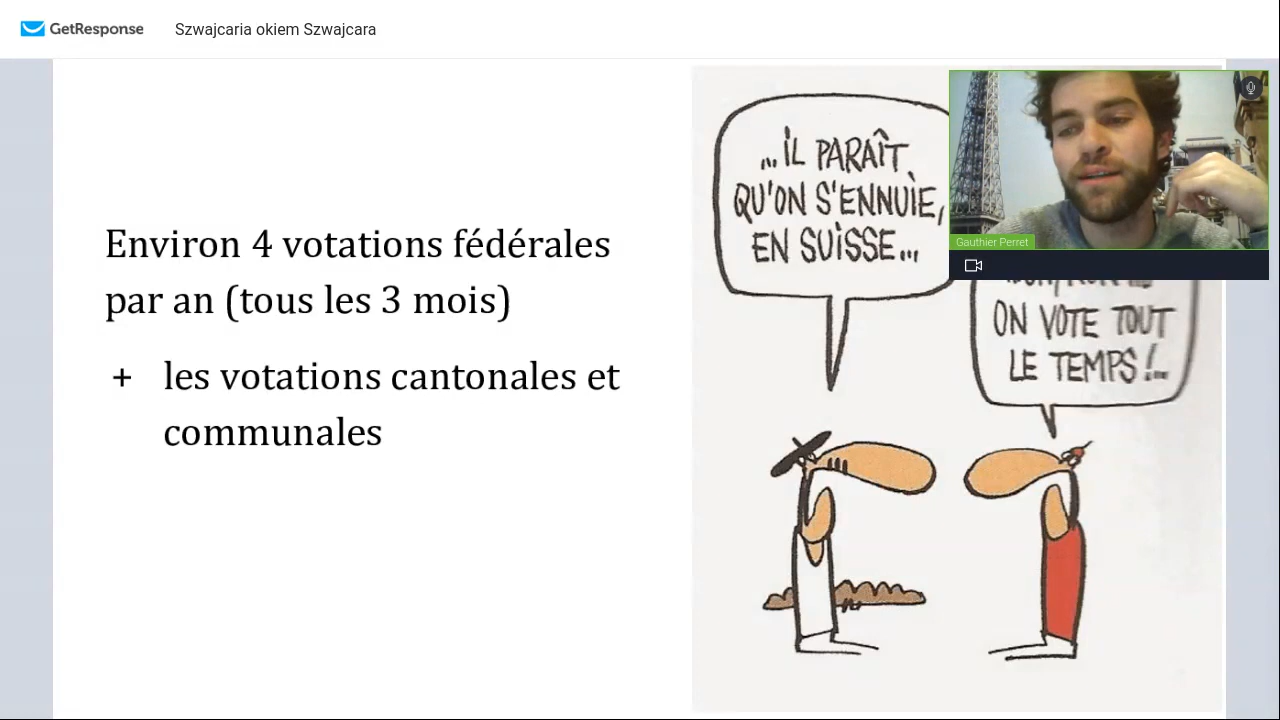 GetResponse
Szwajcaria okiem Szwajcara
Environ 4 votations fédérales
par an (tous les 3 mois)
+ les votations cantonales et
communales
...IL PARAÎT
QU'ON S'ENNUIE,
EN SUISSE...
ON VOTE TOUT
LE TEMPS!...
Gauthier Perret